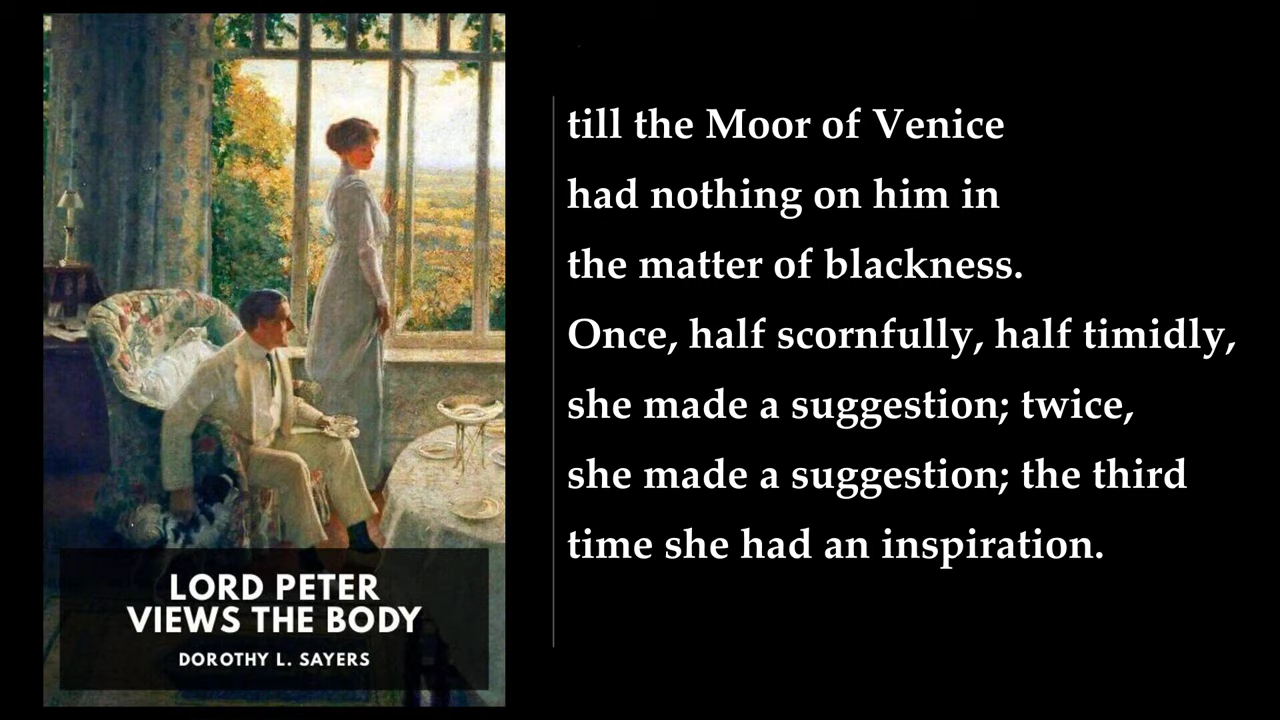 till the Moor of Venice
had nothing on him in
the matter of blackness.
Once, half scornfully, half timidly,
she made a suggestion; twice,
she made a suggestion; the third
time she had an inspiration.
LORD PETER
VIEWS THE BODY
DOROTHY L. SAYERS